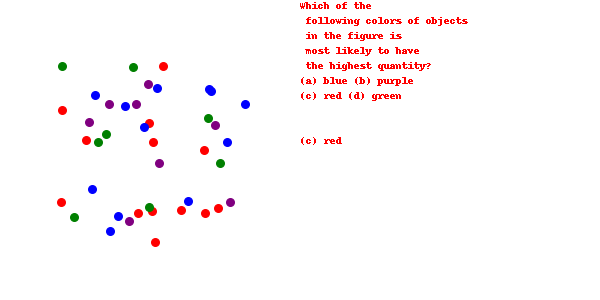 Which of the
following colors of objects
in the figure is
most likely to have
the highest quantity?
(a) blue (b) purple
(c) red (d) green
(c) red